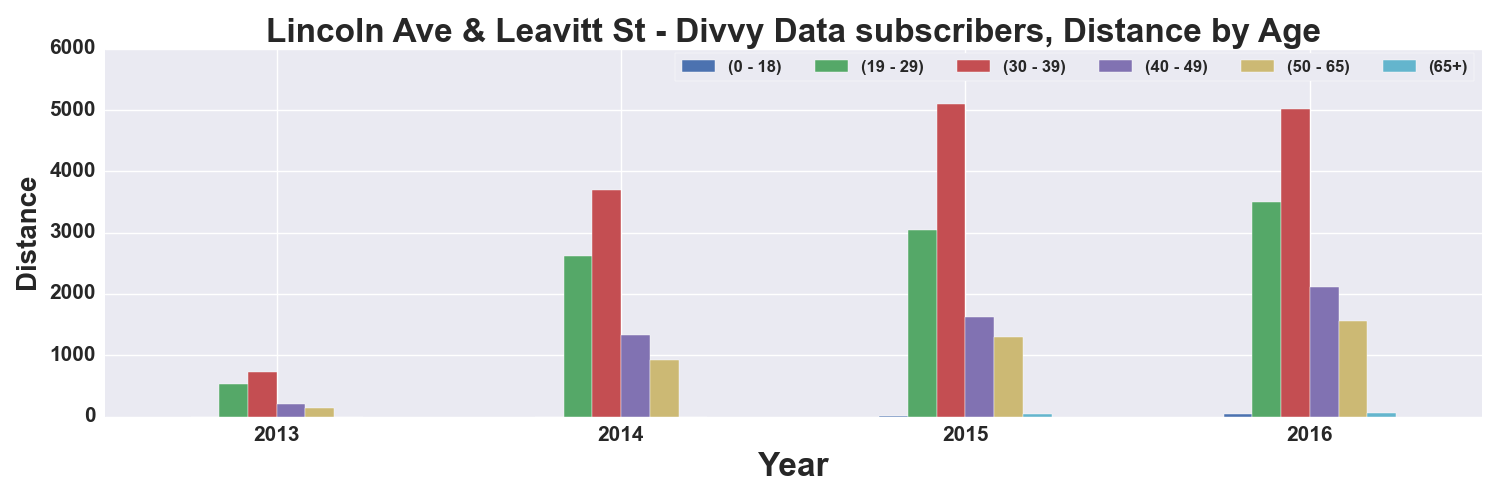 Lincoln Ave & Leavitt St - Divvy Data subscribers, Distance by Age
(0 - 18) (19 - 29) (30 - 39) (40 - 49) (50 - 65) (65+)
Distance
6000
5000
4000
3000
2000
1000
0
2013 2014 2015 2016
Year